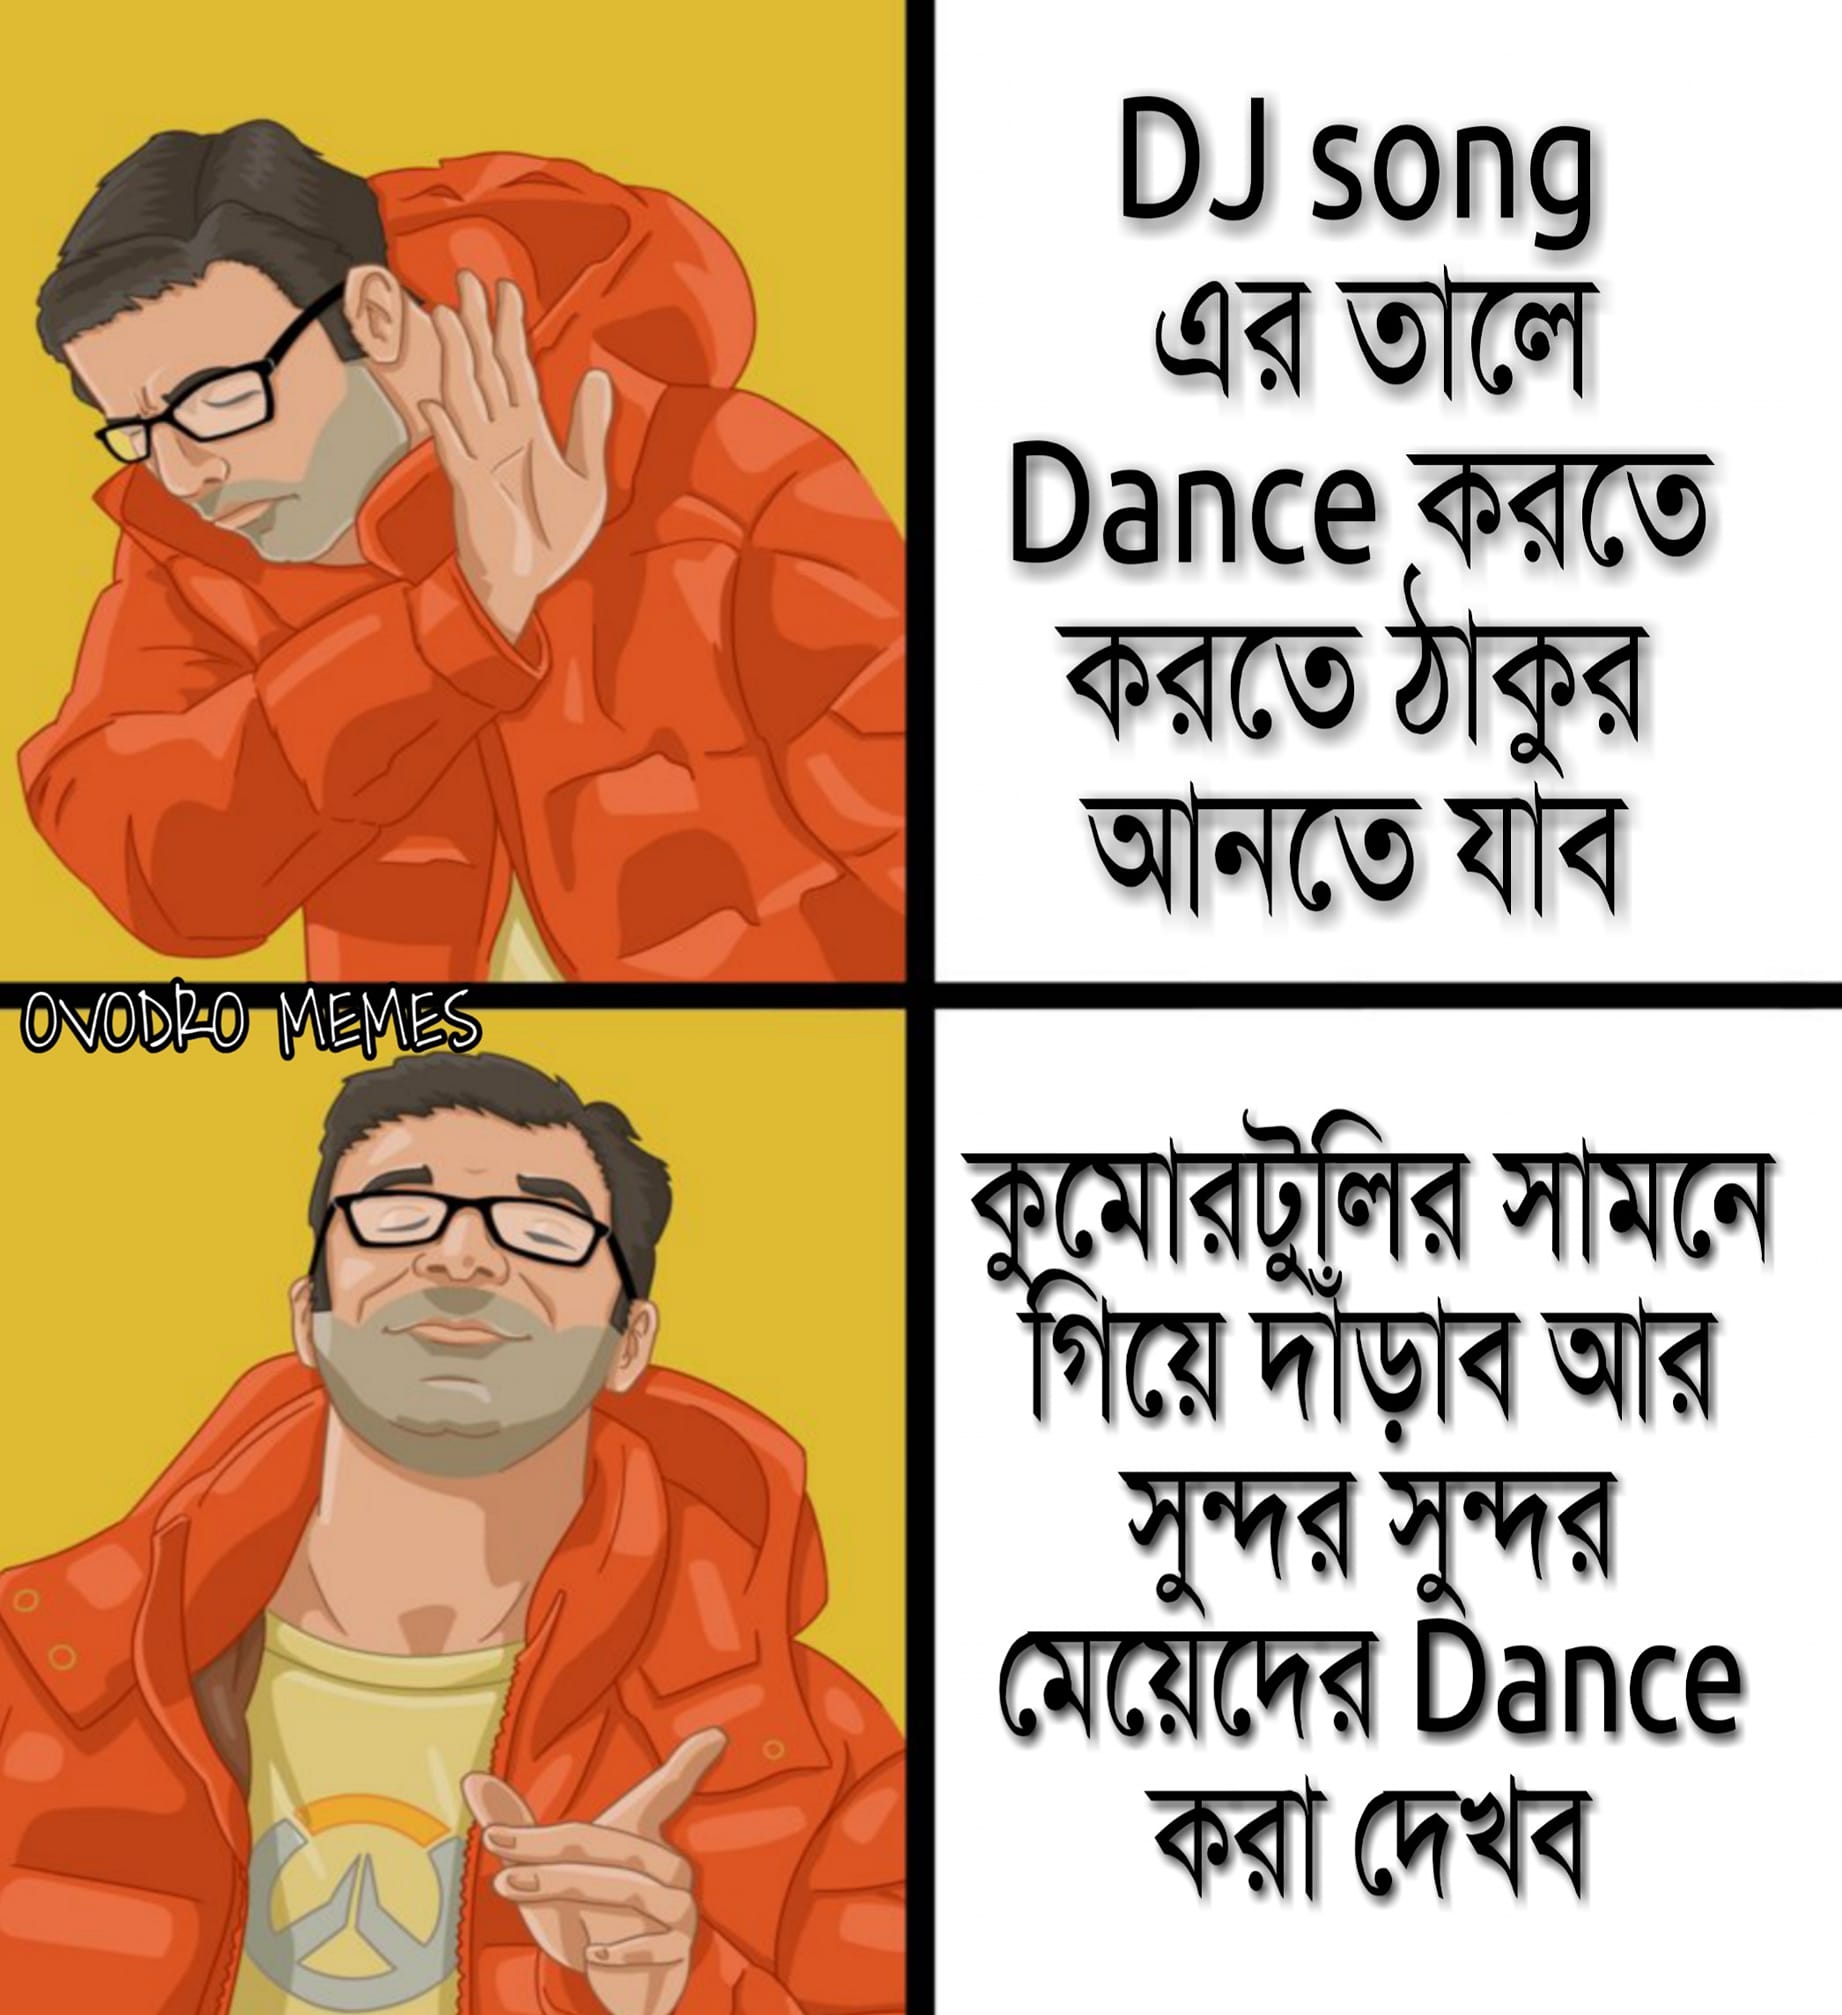 DJ song
এর তালে
Dance করতে
করতে ঠাকুর
আনতে যাব
OVODRO MEMES
কুমোরটুলির সামনে
গিয়ে দাঁড়াব আর
সুন্দর সুন্দর
মেয়েদের Dance
করা দেখব